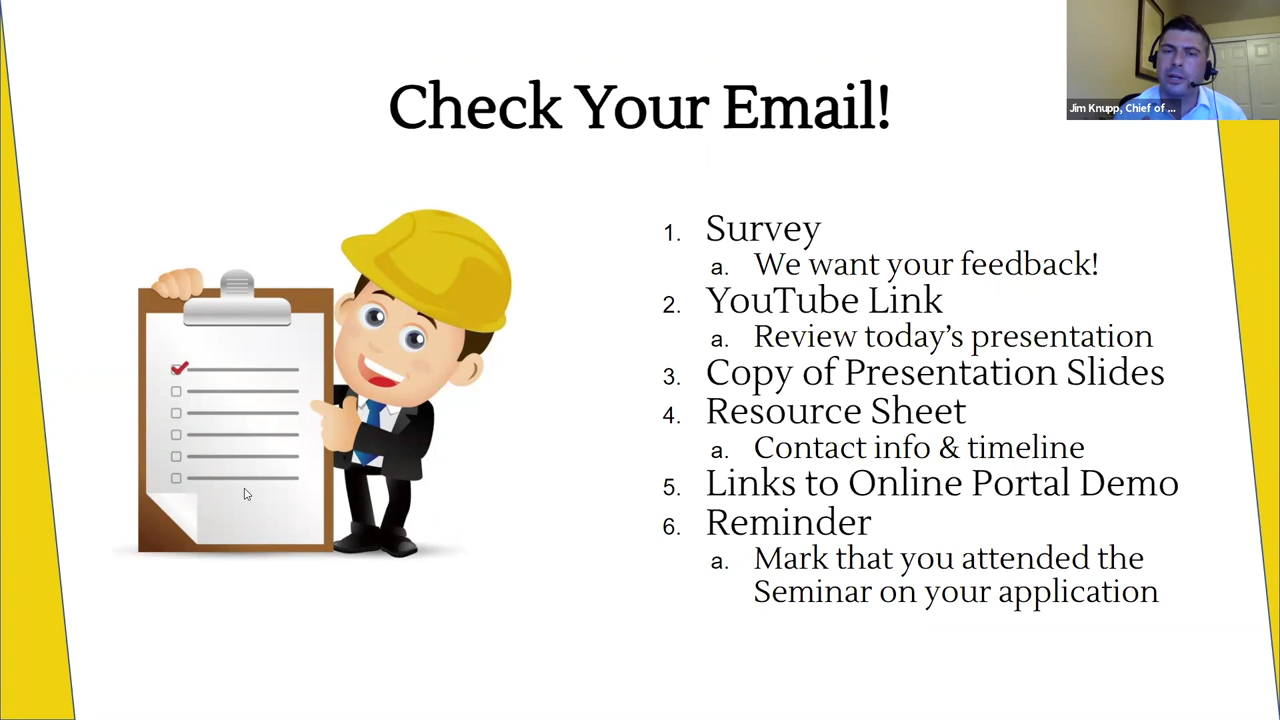 Check Your Email!
Jim Knupp, Chief of ...
1. Survey
a. We want your feedback!
2. YouTube Link
a. Review today’s presentation
3. Copy of Presentation Slides
4. Resource Sheet
a. Contact info & timeline
5. Links to Online Portal Demo
6. Reminder
a. Mark that you attended the
Seminar on your application